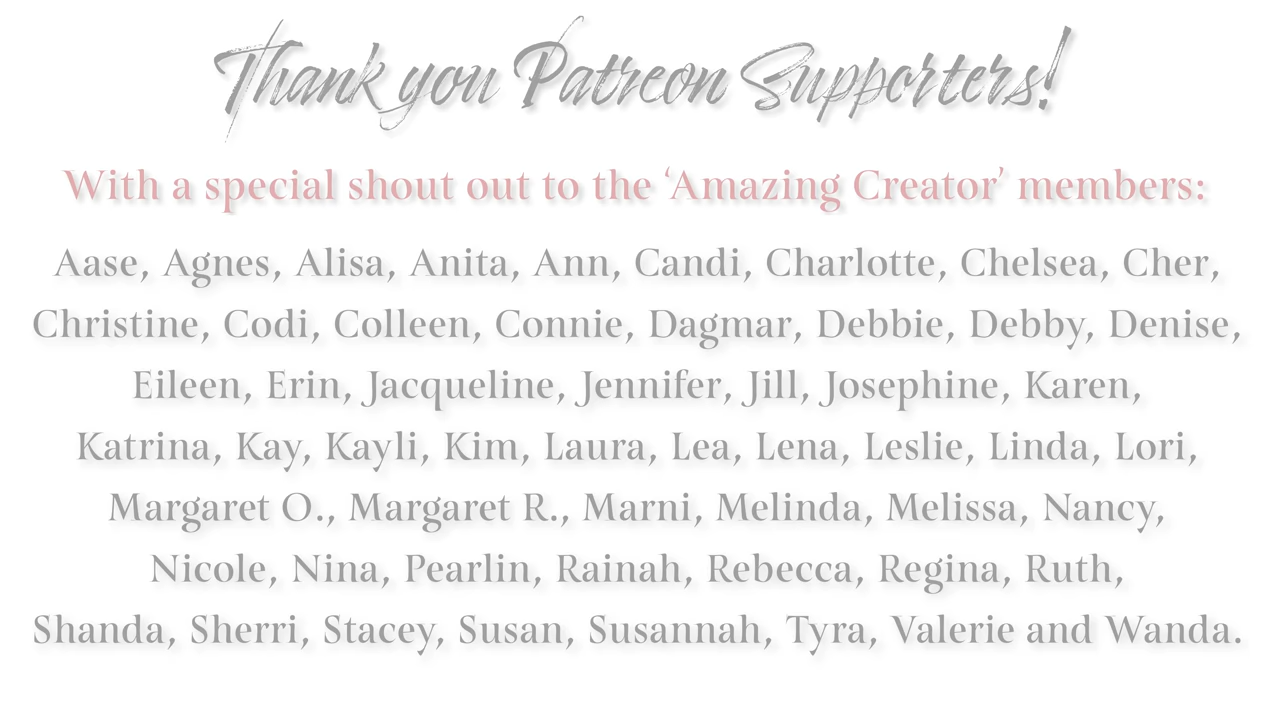 Thank you Patreon Supporters!
With a special shout out to the ‘Amazing Creator’ members:
Aase, Agnes, Alisa, Anita, Ann, Candi, Charlotte, Chelsea, Cher,
Christine, Codi, Colleen, Connie, Dagmar, Debbie, Debby, Denise,
Eileen, Erin, Jacqueline, Jennifer, Jill, Josephine, Karen,
Katrina, Kay, Kayli, Kim, Laura, Lea, Lena, Leslie, Linda, Lori,
Margaret O., Margaret R., Marni, Melinda, Melissa, Nancy,
Nicole, Nina, Pearlin, Rainah, Rebecca, Regina, Ruth,
Shanda, Sherri, Stacey, Susan, Susannah, Tyra, Valerie and Wanda.